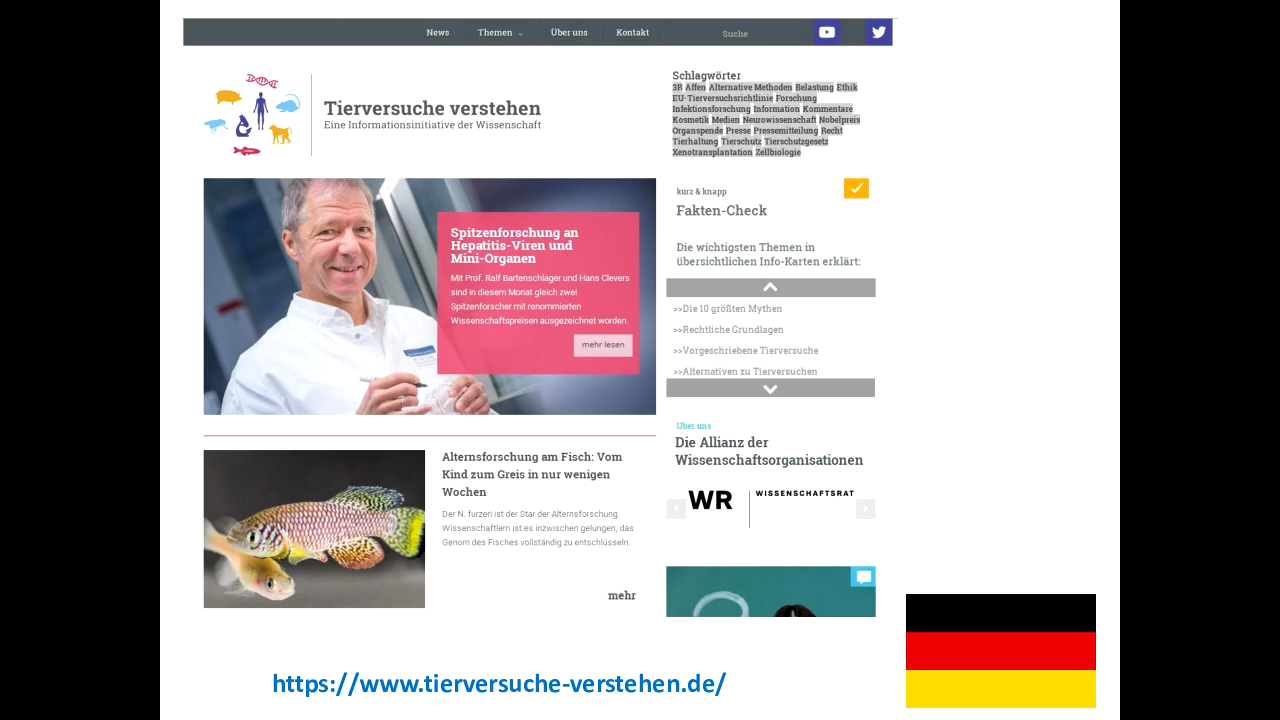 News Themen Über uns Kontakt Suche
Tierversuche verstehen
Eine Informationsinitiative der Wissenschaft
Schlagwörter
3R Affen Alternative Methoden Belastung Ethik
EU-Tierversuchsrichtlinie Forschung
Infektionsforschung Information Kommentare
Kosmetik Medien Neurowissenschaft Nobelpreis
Organspende Presse Pressemitteilung Recht
Tierhaltung Tierschutz Tierschutzgesetz
Xenotransplantation Zellbiologie
Spitzenforschung an
Hepatitis-Viren und
Mini-Organen
Mit Prof. Ralf Bartenschlager und Hans Clevers
sind in diesem Monat gleich zwei
Spitzenforscher mit renommierten
Wissenschaftspreisen ausgezeichnet worden.
mehr lesen
kurz & knapp
Fakten-Check
Die wichtigsten Themen in
übersichtlichen Info-Karten erklärt:
>>Die 10 größten Mythen
>>Rechtliche Grundlagen
>>Vorgeschriebene Tierversuche
>>Alternativen zu Tierversuchen
Alternsforschung am Fisch: Vom
Kind zum Greis in nur wenigen
Wochen
Der N. furzeri ist der Star der Alternsforschung.
Wissenschaftlern ist es inzwischen gelungen, das
Genom des Fisches vollständig zu entschlüsseln.
mehr
Über uns
Die Allianz der
Wissenschaftsorganisationen
WR WISSENSCHAFTSRAT
https://www.tierversuche-verstehen.de/